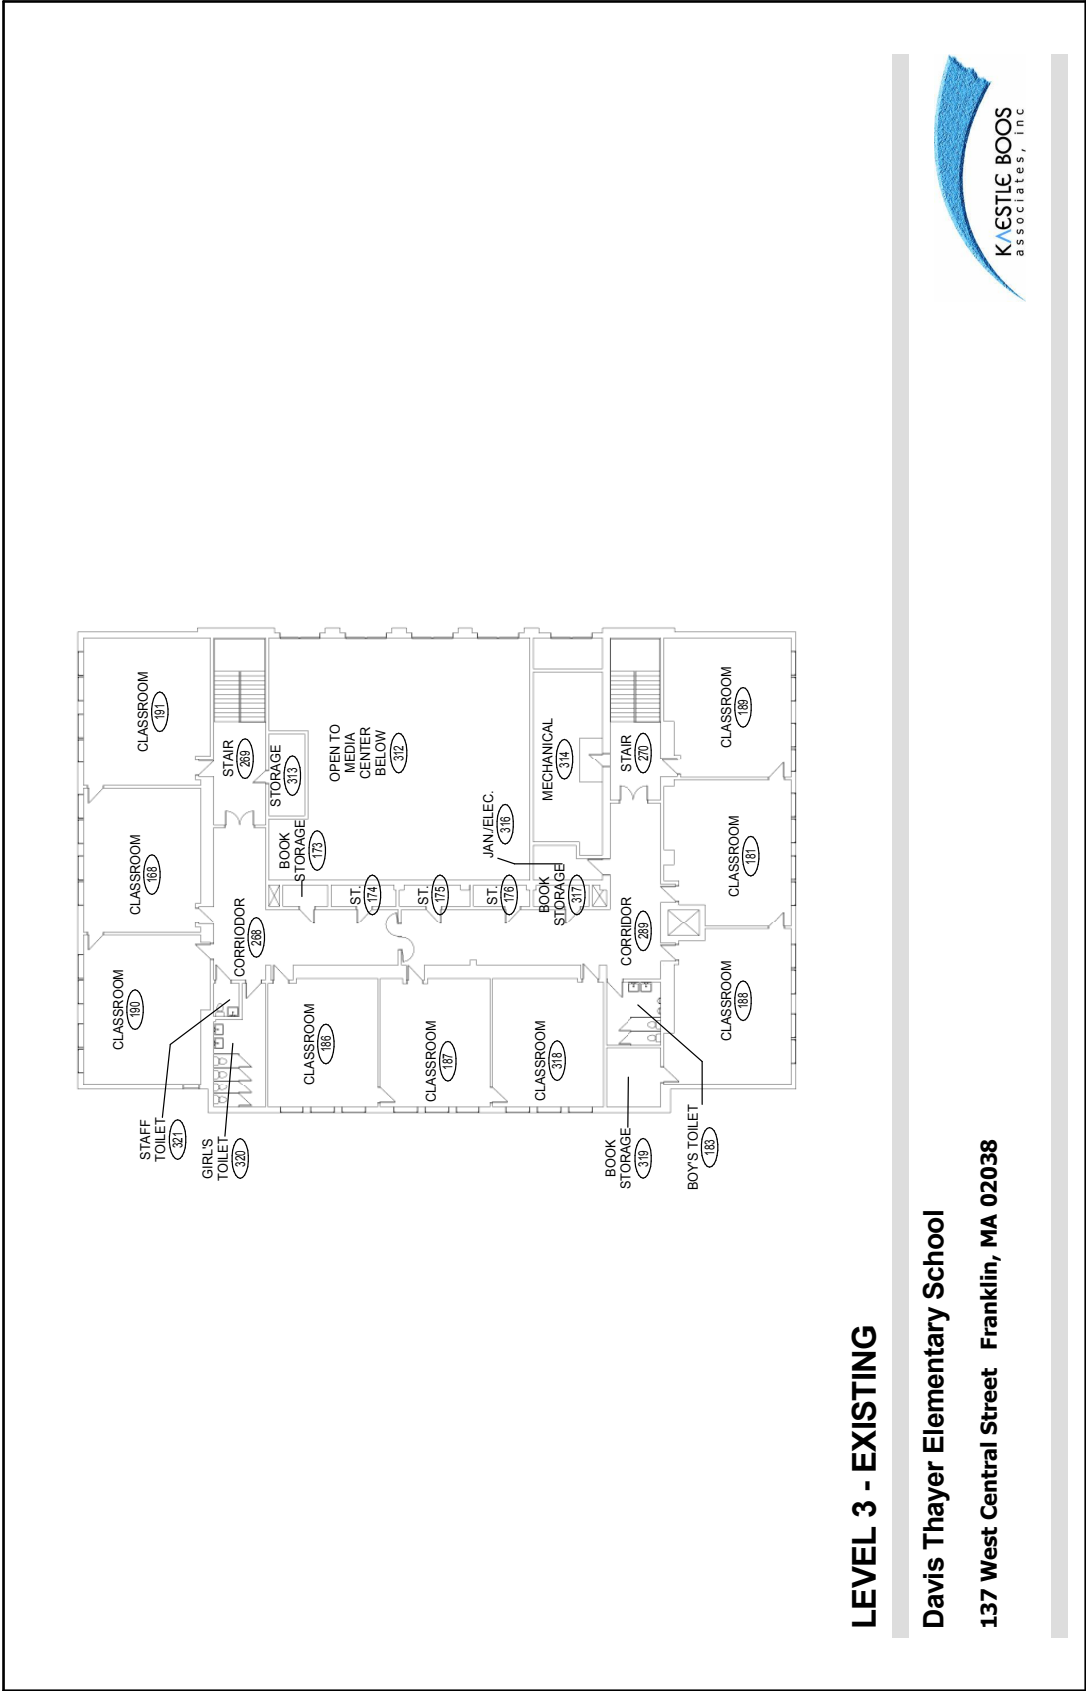 CLASSROOM
190
CLASSROOM
168
CLASSROOM
191
STAFF
TOILET
321
GIRL'S
TOILET
320
CORRIODOR
268
STAIR
269
STORAGE
313
BOOK
STORAGE
173
CLASSROOM
186
ST.
174
OPEN TO
MEDIA
CENTER
BELOW
312
CLASSROOM
187
ST.
175
ST.
176
JAN./ELEC.
316
CLASSROOM
318
BOOK
STORAGE
317
MECHANICAL
314
BOOK
STORAGE
319
CORRIDOR
289
STAIR
270
BOY'S TOILET
183
CLASSROOM
188
CLASSROOM
181
CLASSROOM
189
LEVEL 3 - EXISTING
Davis Thayer Elementary School
137 West Central Street Franklin, MA 02038
KAESTLE BOOS
associates, inc